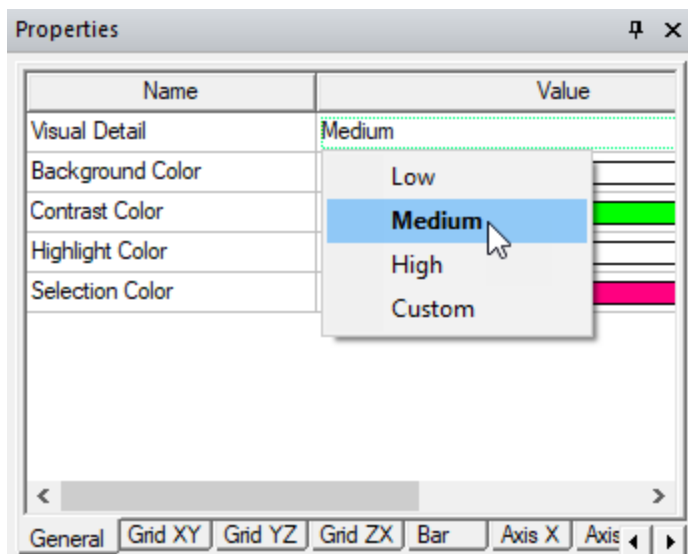 Properties
Name Value
Visual Detail Medium
Background Color
Contrast Color
Highlight Color
Selection Color
Low
Medium
High
Custom
General Grid XY Grid YZ Grid ZX Bar Axis X Axis